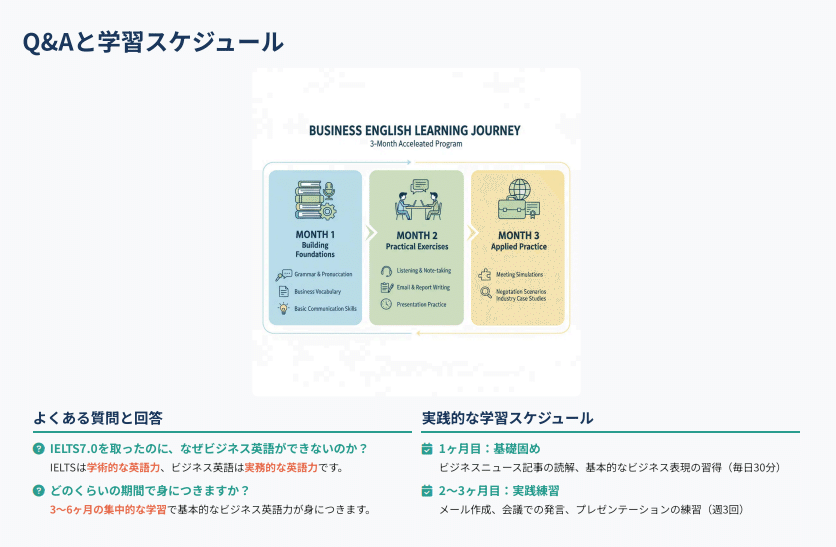 Q&Aと学習スケジュール
BUSINESS ENGLISH LEARNING JOURNEY
3-Month Acceleated Program
MONTH 1
Building
Foundations
Grammar & Pronuccation
Business Vocabulary
Basic Communication Skills
MONTH 2
Practical Exercises
Listening & Note-taking
Email & Report Writing
Presentation Practice
MONTH 3
Applied Practice
Meeting Simulations
Negotation Scenarios
Industry Case Studies
よくある質問と回答
IELTS7.0を取ったのに、なぜビジネス英語ができないのか？
IELTSは学術的な英語力、ビジネス英語は実務的な英語力です。
どのくらいの期間で身につきますか？
3〜6ヶ月の集中的な学習で基本的なビジネス英語力が身につきます。
実践的な学習スケジュール
1ヶ月目：基礎固め
ビジネスニュース記事の読解、基本的なビジネス表現の習得（毎日30分）
2〜3ヶ月目：実践練習
メール作成、会議での発言、プレゼンテーションの練習（週3回）